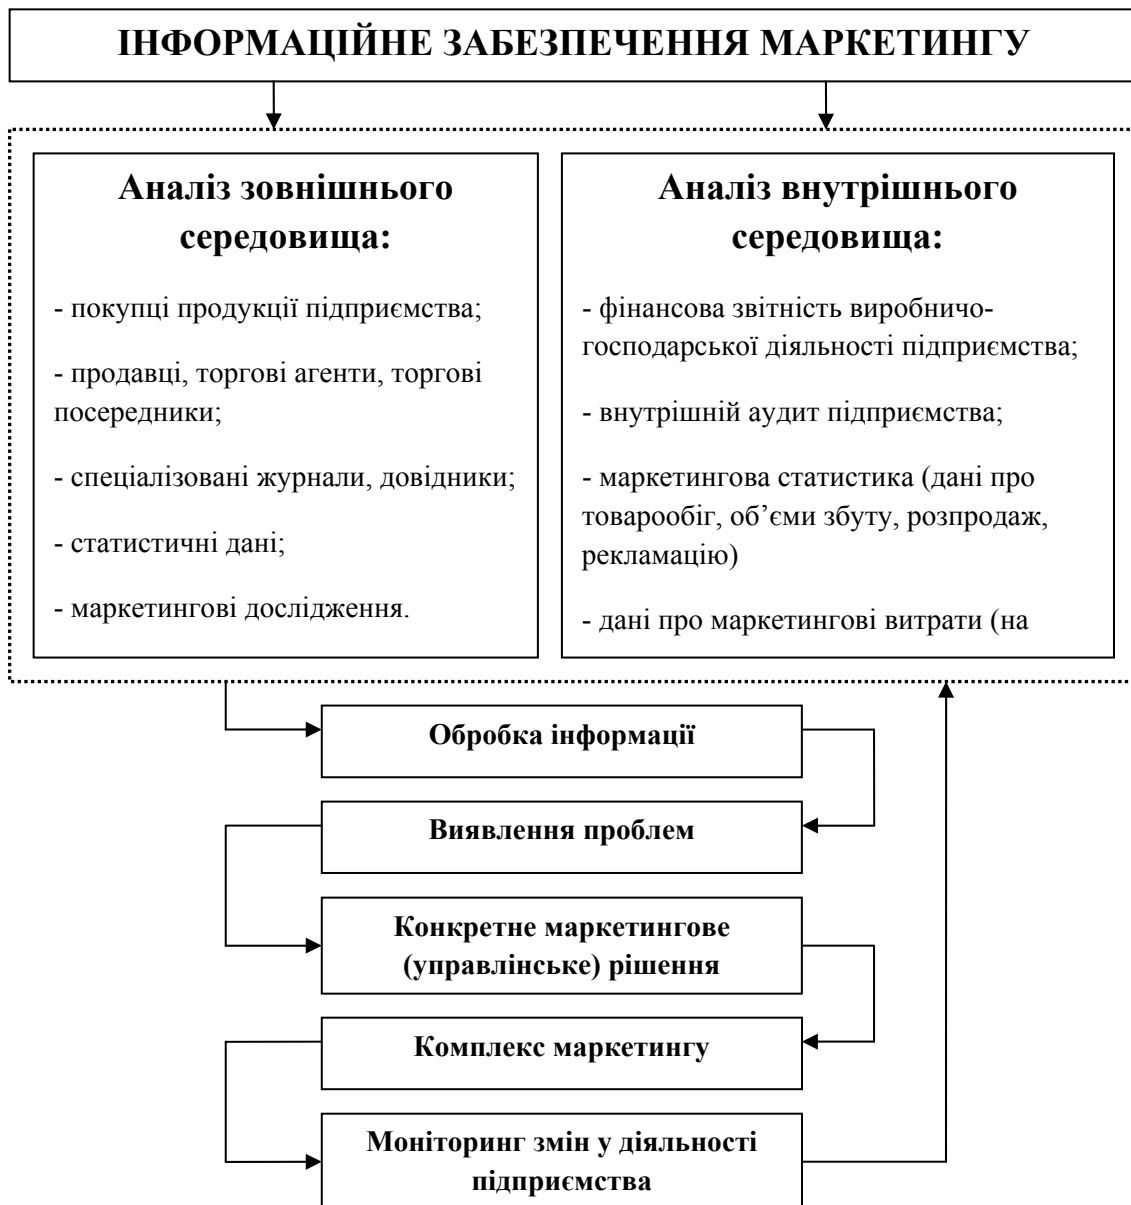 ІНФОРМАЦІЙНЕ ЗАБЕЗПЕЧЕННЯ МАРКЕТИНГУ
Аналіз зовнішнього
середовища:
- покупці продукції підприємства;
- продавці, торгові агенти, торгові
посередники;
- спеціалізовані журнали, довідники;
- статистичні дані;
- маркетингові дослідження.
Аналіз внутрішнього
середовища:
- фінансова звітність виробничо-
господарської діяльності підприємства;
- внутрішній аудит підприємства;
- маркетингова статистика (дані про
товарообіг, об’єми збуту, розпродаж,
рекламацію)
- дані про маркетингові витрати (на
Обробка інформації
Виявлення проблем
Конкретне маркетингове
(управлінське) рішення
Комплекс маркетингу
Моніторинг змін у діяльності
підприємства